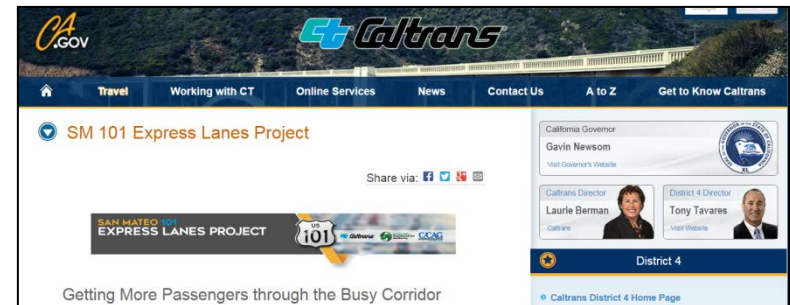 CA.GOV
Caltrans
Travel Working with CT Online Services News Contact Us A to Z Get to Know Caltrans
SM 101 Express Lanes Project
Share via:
SAN MATEO 101
EXPRESS LANES PROJECT
US
101
Caltrans
C/CAG
Getting More Passengers through the Busy Corridor
California Governor
Gavin Newsom
Visit Governor's Website
Caltrans Director
Laurie Berman
Caltrans
District 4 Director
Tony Tavares
Visit Website
District 4
Caltrans District 4 Home Page